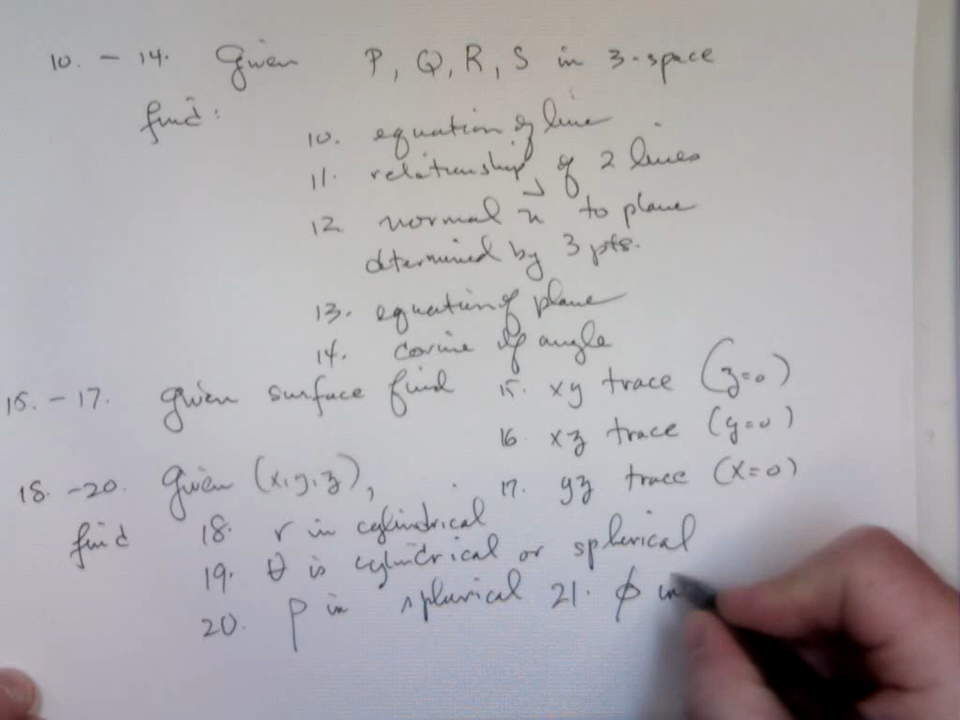 10. - 14. Given P, Q, R, S in 3-space
find:
10. equation of line
11. relationship of 2 lines
12. normal n⃗ to plane
determined by 3 pts.
13. equation of plane
14. cosine of angle
15. - 17. given surface find 15. xy trace (z=0)
16. xz trace (y=0)
17. yz trace (x=0)
18. - 20. Given (x,y,z),
find 18. r in cylindrical
19. θ is cylindrical or spherical
20. ρ in spherical 21. ϕ in